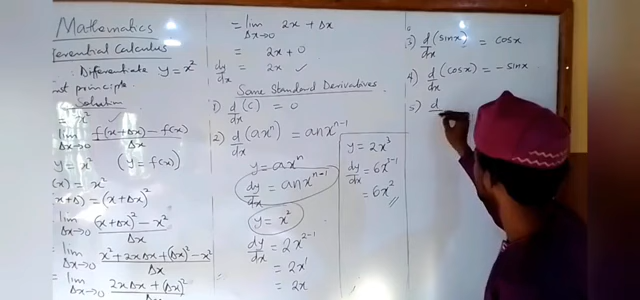 Mathematics
ferential Calculus
Differentiate y = x²
rst principle
Solution
= x² ✓
lim Δx→0 f(x+Δx) - f(x) / Δx
y = x² (y = f(x))
(x) = x²
x+Δ) = (x+Δx)²
lim Δx→0 (x+Δx)² - x² / Δx
= lim Δx→0 x² + 2xΔx + (Δx)² - x² / Δx
= lim Δx→0 2xΔx + (Δx)² / Δx
= lim Δx→0 2x + Δx
= 2x + 0
dy/dx = 2x ✓
Some Standard Derivatives
1) d/dx (c) = 0
2) d/dx (axⁿ) = anxⁿ⁻¹
y = axⁿ
dy/dx = anxⁿ⁻¹
y = x²
dy/dx = 2x²⁻¹
= 2x¹
= 2x
y = 2x³
dy/dx = 6x³⁻¹
= 6x² //
3) d/dx (sinx) = cosx
4) d/dx (cosx) = - sinx
5) d